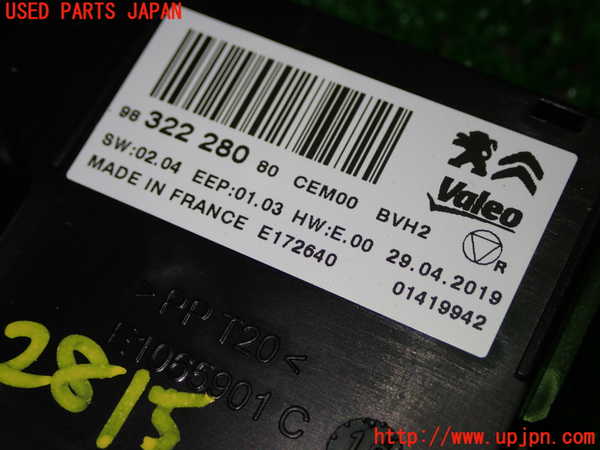 USED PARTS JAPAN
98 322 280 80 CEM00 BVH2
SW:02.04 EEP:01.03 HW:E.00 29.04.2019
MADE IN FRANCE E172640 01419942
Valeo
R
>PP T20<
E1065901 C
2815
http://www.upjpn.com